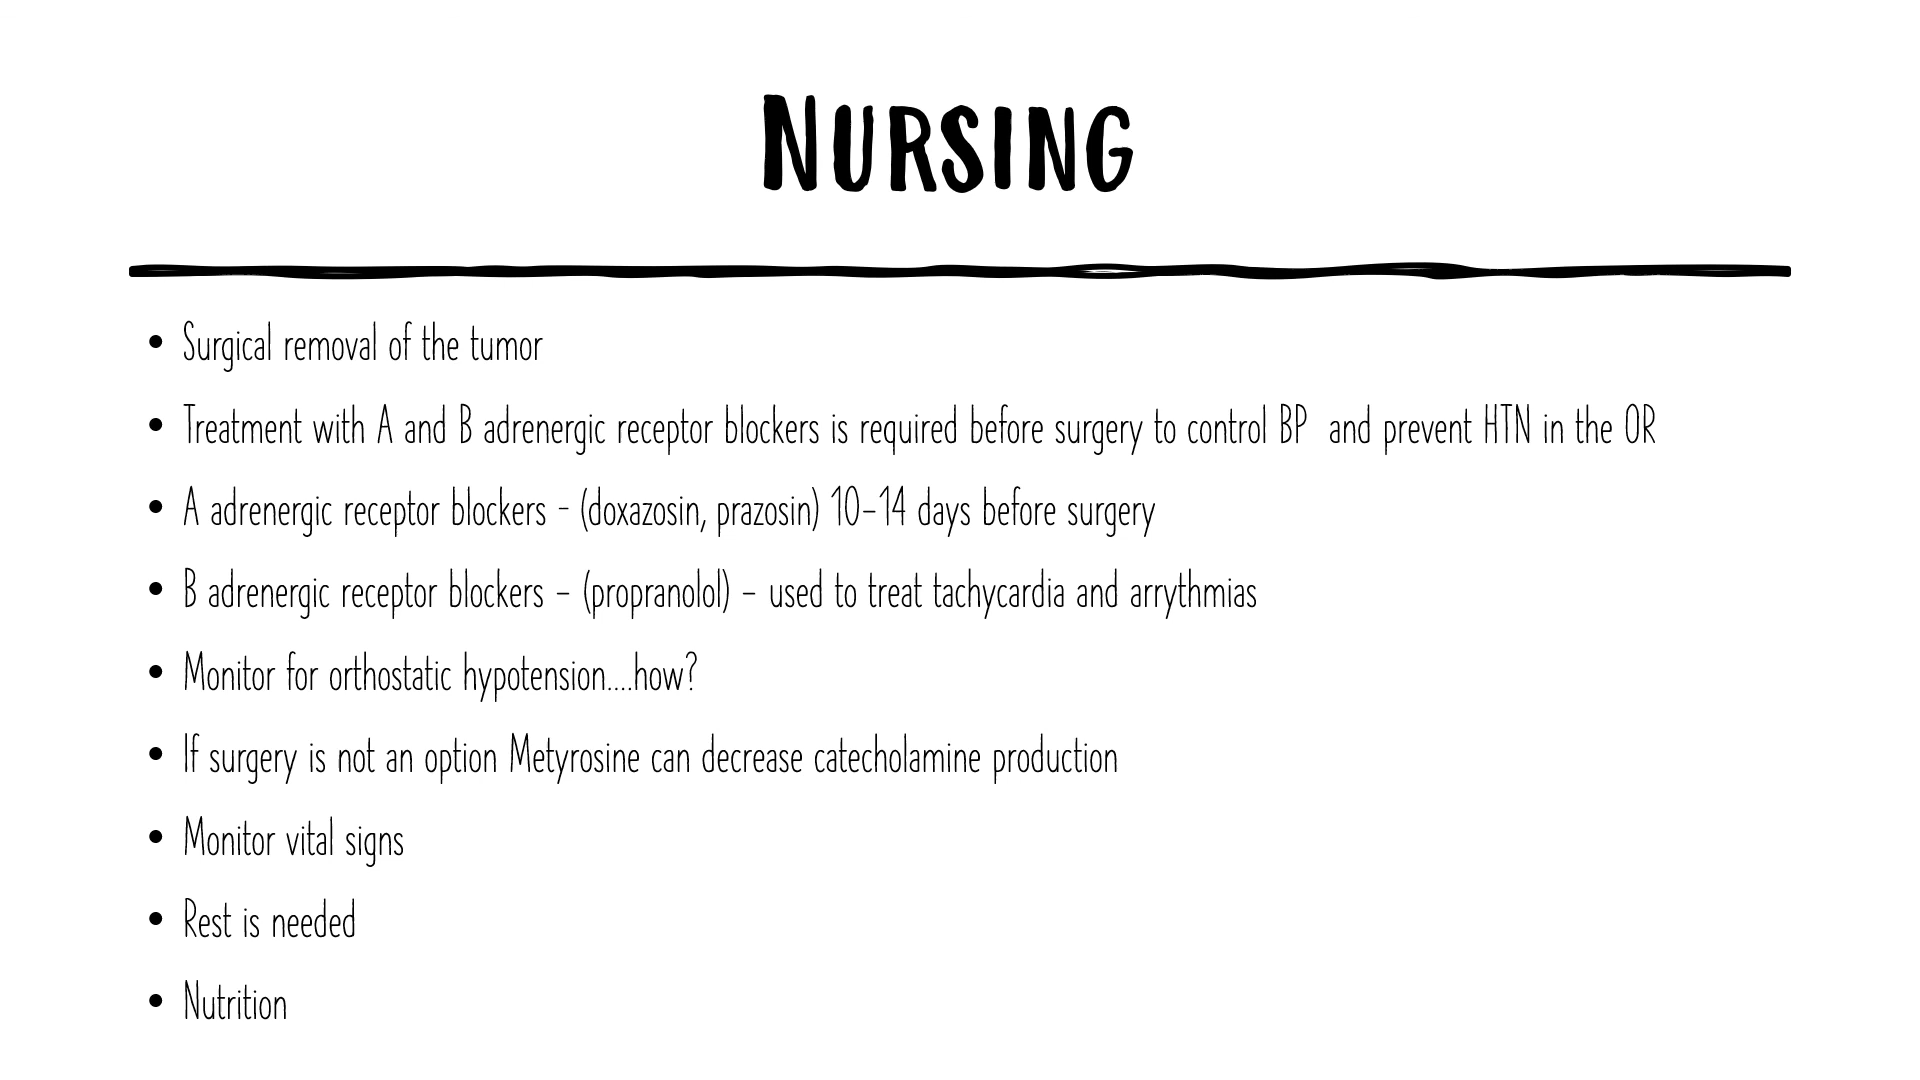 NURSING
• Surgical removal of the tumor
• Treatment with A and B adrenergic receptor blockers is required before surgery to control BP  and prevent HTN in the OR
• A adrenergic receptor blockers - (doxazosin, prazosin) 10–14 days before surgery
• B adrenergic receptor blockers – (propranolol) – used to treat tachycardia and arrythmias
• Monitor for orthostatic hypotension....how?
• If surgery is not an option Metyrosine can decrease catecholamine production
• Monitor vital signs
• Rest is needed
• Nutrition